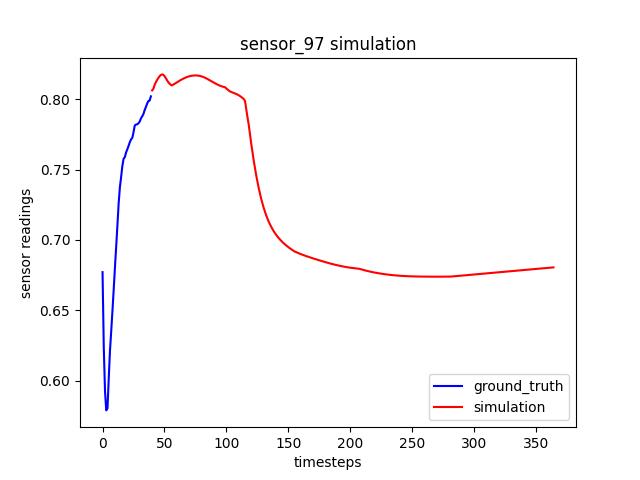 sensor_97 simulation
sensor readings
0.80
0.75
0.70
0.65
0.60
0 50 100 150 200 250 300 350
timesteps
ground_truth
simulation